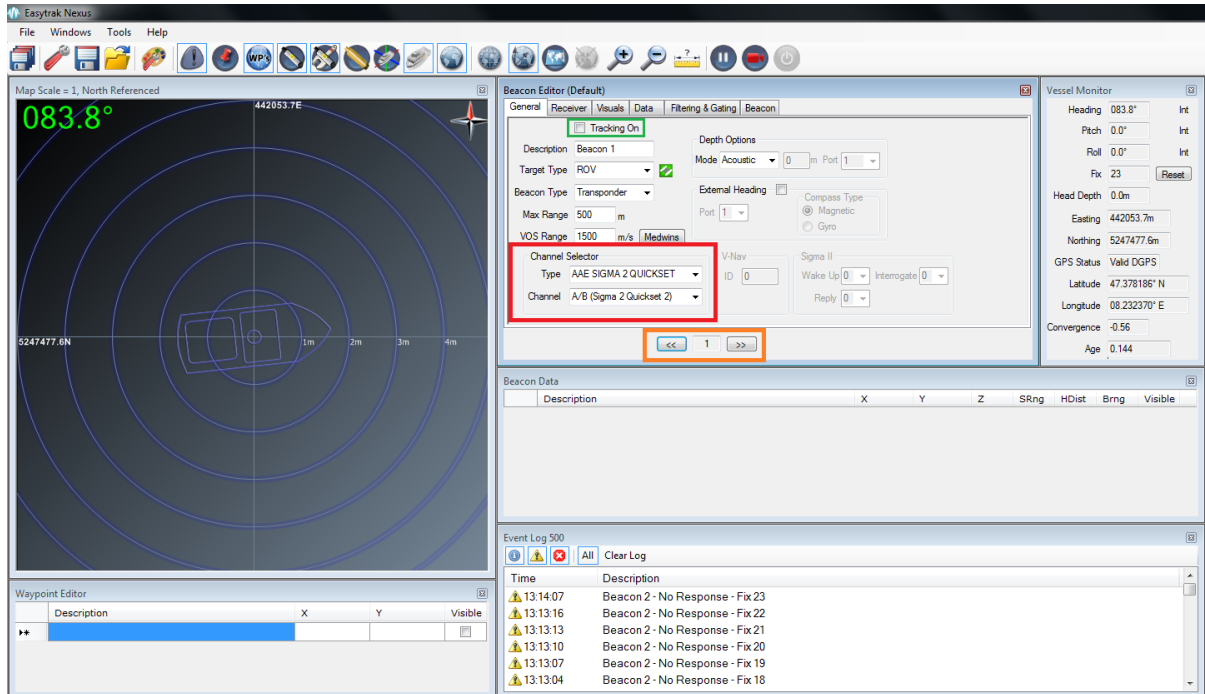 Easytrak Nexus
File Windows Tools Help
WP's
Map Scale = 1, North Referenced
083.8°
442053.7E
5247477.6N
1m 2m 3m 4m
Waypoint Editor
Description X Y Visible
Beacon Editor (Default)
General Receiver Visuals Data Filtering & Gating Beacon
Tracking On
Description Beacon 1
Target Type ROV
Beacon Type Transponder
Max Range 500 m
VOS Range 1500 m/s Medwins
Channel Selector
Type AAE SIGMA 2 QUICKSET
Channel A/B (Sigma 2 Quickset 2)
Depth Options
Mode Acoustic 0 m Port 1
External Heading
Port 1
Compass Type
Magnetic
Gyro
V-Nav
ID 0
Sigma II
Wake Up 0 Interrogate 0
Reply 0
<< 1 >>
Vessel Monitor
Heading 083.8° Int
Pitch 0.0° Int
Roll 0.0° Int
Fix 23 Reset
Head Depth 0.0m
Easting 442053.7m
Northing 5247477.6m
GPS Status Valid DGPS
Latitude 47.378186° N
Longitude 08.232370° E
Convergence -0.56
Age 0.144
Beacon Data
Description X Y Z SRng HDist Brng Visible
Event Log 500
All Clear Log
Time Description
13:14:07 Beacon 2 - No Response - Fix 23
13:13:16 Beacon 2 - No Response - Fix 22
13:13:13 Beacon 2 - No Response - Fix 21
13:13:10 Beacon 2 - No Response - Fix 20
13:13:07 Beacon 2 - No Response - Fix 19
13:13:04 Beacon 2 - No Response - Fix 18